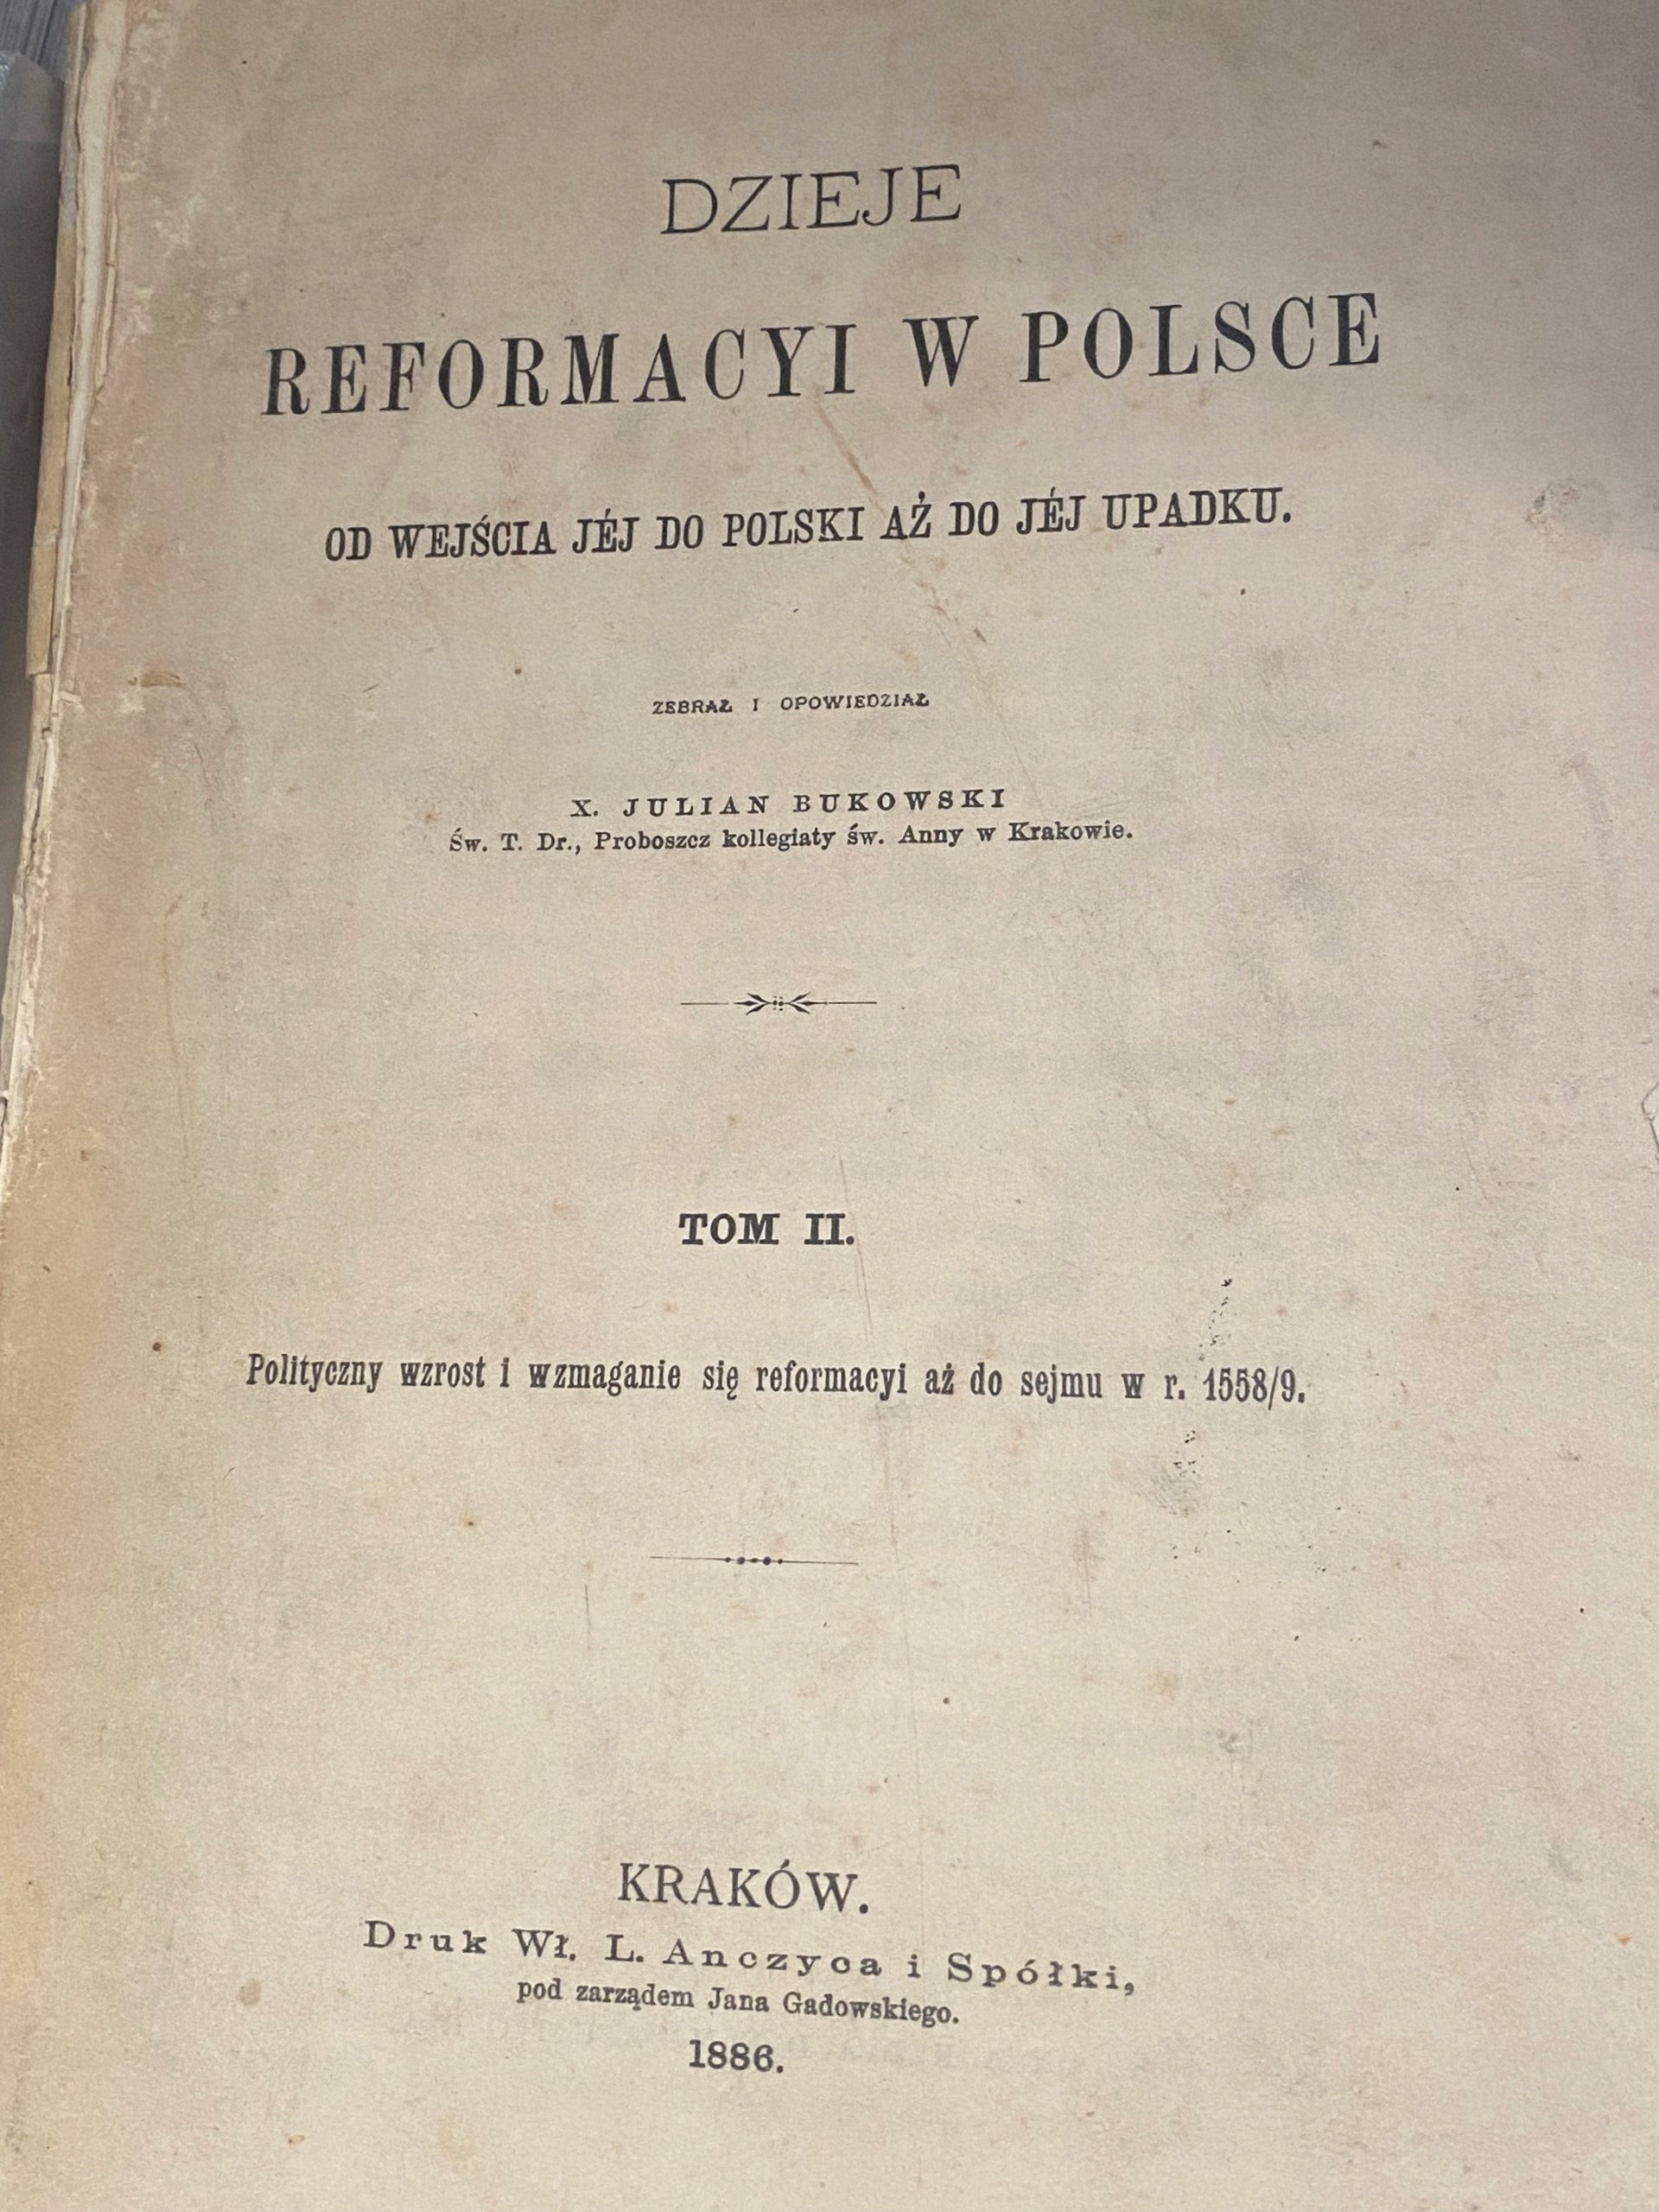 DZIEJE
REFORMACYI W POLSCE
OD WEJŚCIA JÉJ DO POLSKI AŻ DO JÉJ UPADKU.
ZEBRAŁ I OPOWIEDZIAŁ
X. JULIAN BUKOWSKI
Św. T. Dr., Proboszcz kollegiaty św. Anny w Krakowie.
TOM II.
Polityczny wzrost i wzmaganie się reformacyi aż do sejmu w r. 1558/9.
KRAKÓW.
Druk Wł. L. Anczyca i Spółki,
pod zarządem Jana Gadowskiego.
1886.